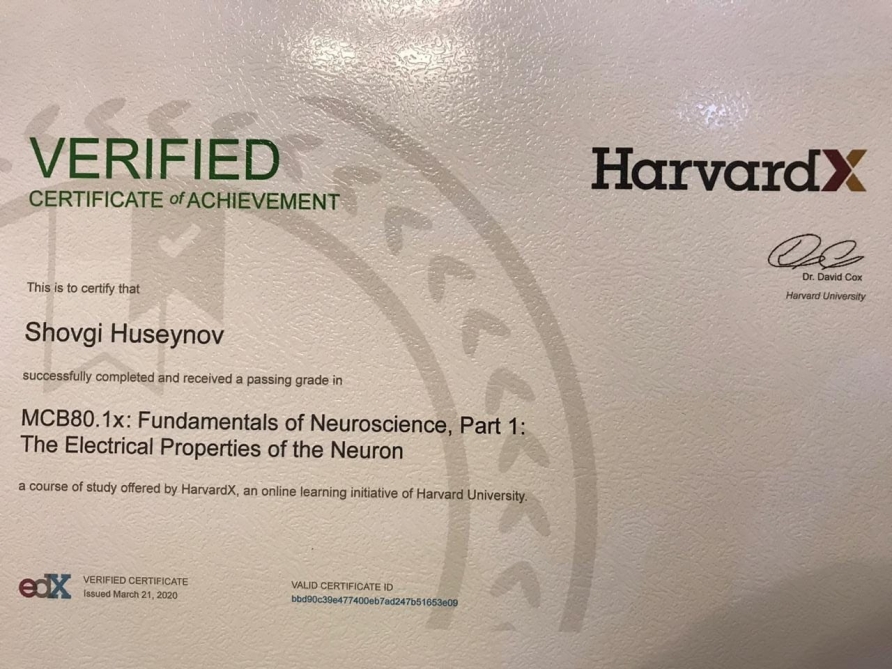 VERIFIED
CERTIFICATE of ACHIEVEMENT
HarvardX
Dr. David Cox
Harvard University
This is to certify that
Shovgi Huseynov
successfully completed and received a passing grade in
MCB80.1x: Fundamentals of Neuroscience, Part 1:
The Electrical Properties of the Neuron
a course of study offered by HarvardX, an online learning initiative of Harvard University.
edX
VERIFIED CERTIFICATE
Issued March 21, 2020
VALID CERTIFICATE ID
bbd90c39e477400eb7ad247b51653e09